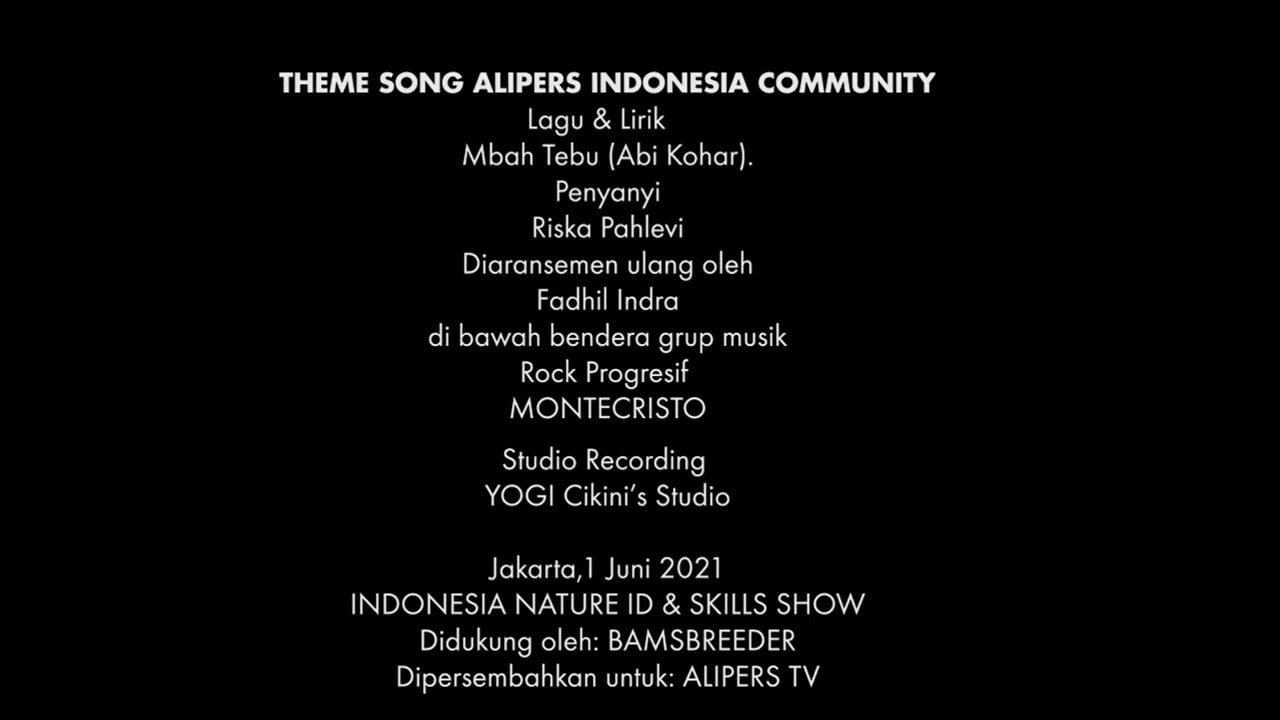 THEME SONG ALIPERS INDONESIA COMMUNITY
Lagu & Lirik
Mbah Tebu (Abi Kohar).
Penyanyi
Riska Pahlevi
Diaransemen ulang oleh
Fadhil Indra
di bawah bendera grup musik
Rock Progresif
MONTECRISTO
Studio Recording
YOGI Cikini’s Studio
Jakarta,1 Juni 2021
INDONESIA NATURE ID & SKILLS SHOW
Didukung oleh: BAMSBREEDER
Dipersembahkan untuk: ALIPERS TV